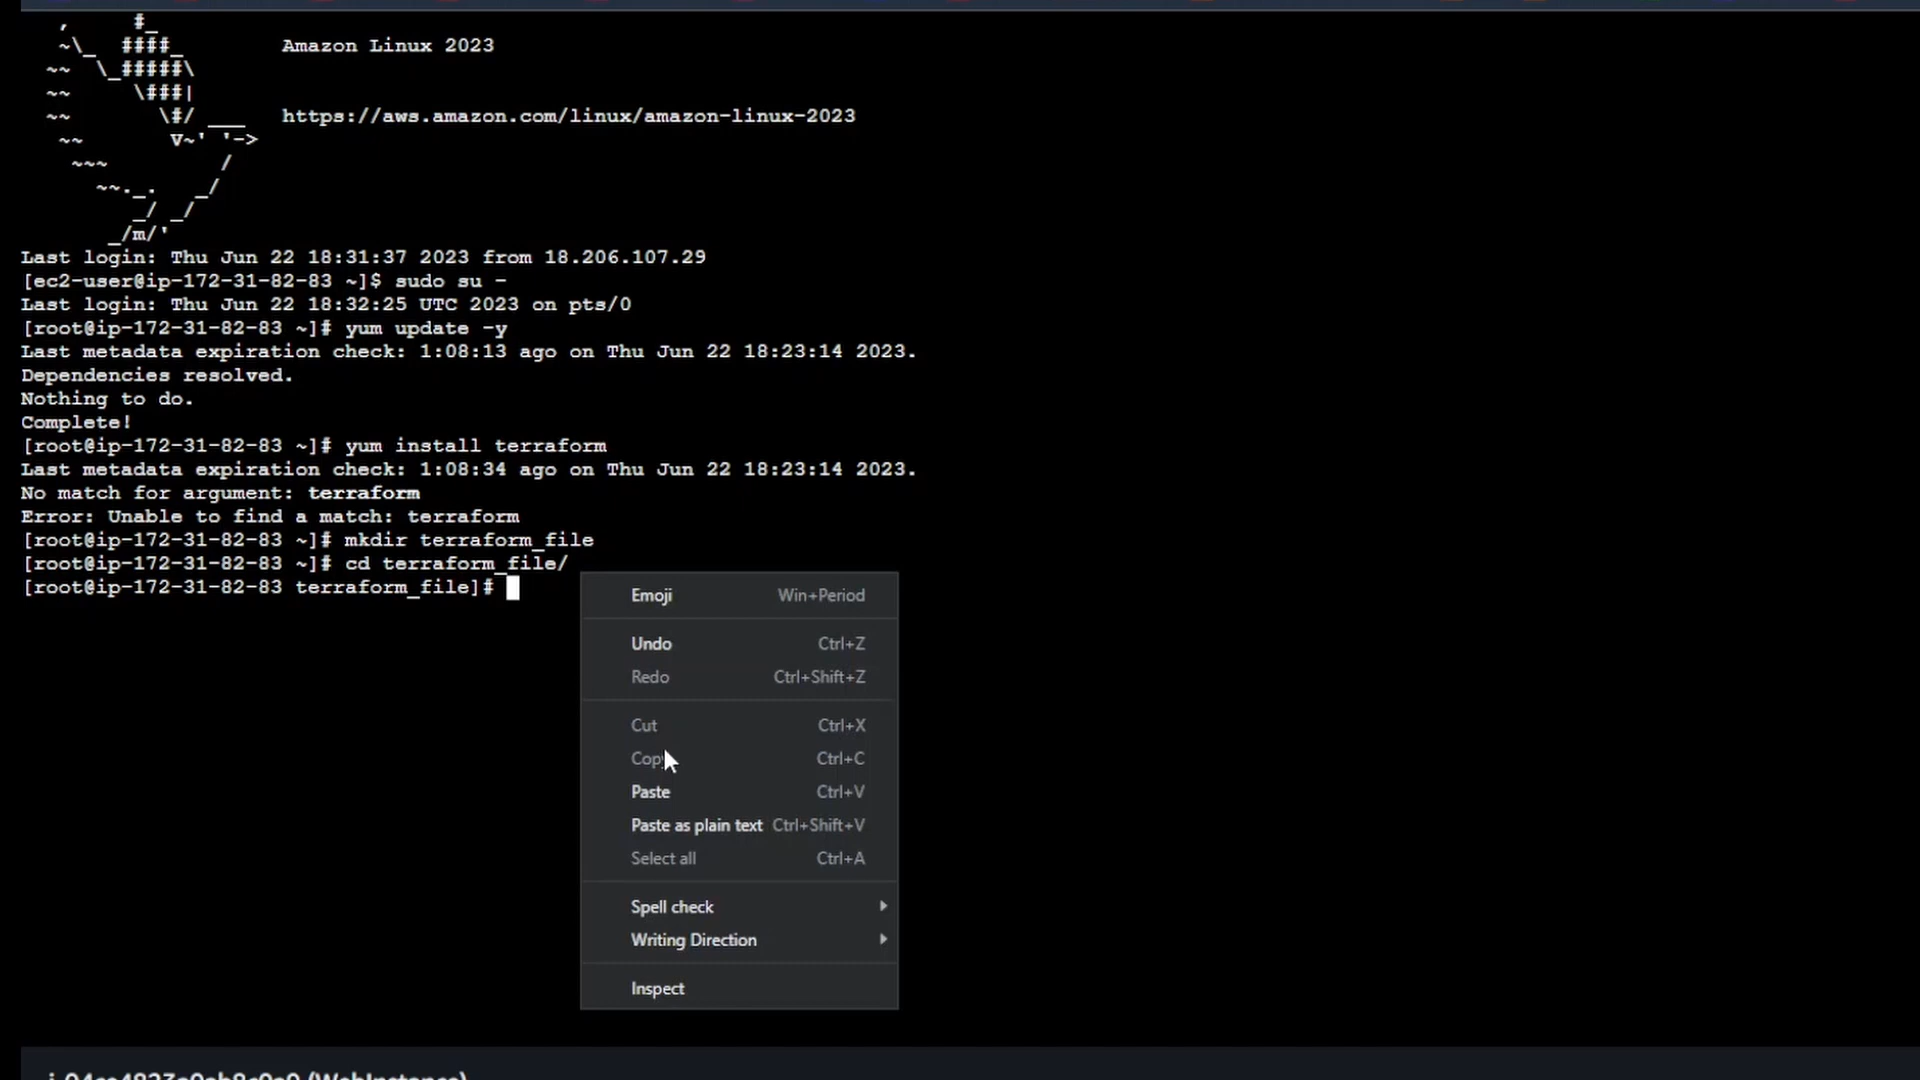 ,     #_
~\_  ####_        Amazon Linux 2023
~~  \_#####\
~~     \###|
~~       \#/ ___   https://aws.amazon.com/linux/amazon-linux-2023
~~       V~' '->
~~~         /
~~._.   _/
_/ _/
_/m/'
Last login: Thu Jun 22 18:31:37 2023 from 18.206.107.29
[ec2-user@ip-172-31-82-83 ~]$ sudo su -
Last login: Thu Jun 22 18:32:25 UTC 2023 on pts/0
[root@ip-172-31-82-83 ~]# yum update -y
Last metadata expiration check: 1:08:13 ago on Thu Jun 22 18:23:14 2023.
Dependencies resolved.
Nothing to do.
Complete!
[root@ip-172-31-82-83 ~]# yum install terraform
Last metadata expiration check: 1:08:34 ago on Thu Jun 22 18:23:14 2023.
No match for argument: terraform
Error: Unable to find a match: terraform
[root@ip-172-31-82-83 ~]# mkdir terraform_file
[root@ip-172-31-82-83 ~]# cd terraform_file/
[root@ip-172-31-82-83 terraform_file]#
Emoji Win+Period
Undo Ctrl+Z
Redo Ctrl+Shift+Z
Cut Ctrl+X
Copy Ctrl+C
Paste Ctrl+V
Paste as plain text Ctrl+Shift+V
Select all Ctrl+A
Spell check
Writing Direction
Inspect
(WebInstance)